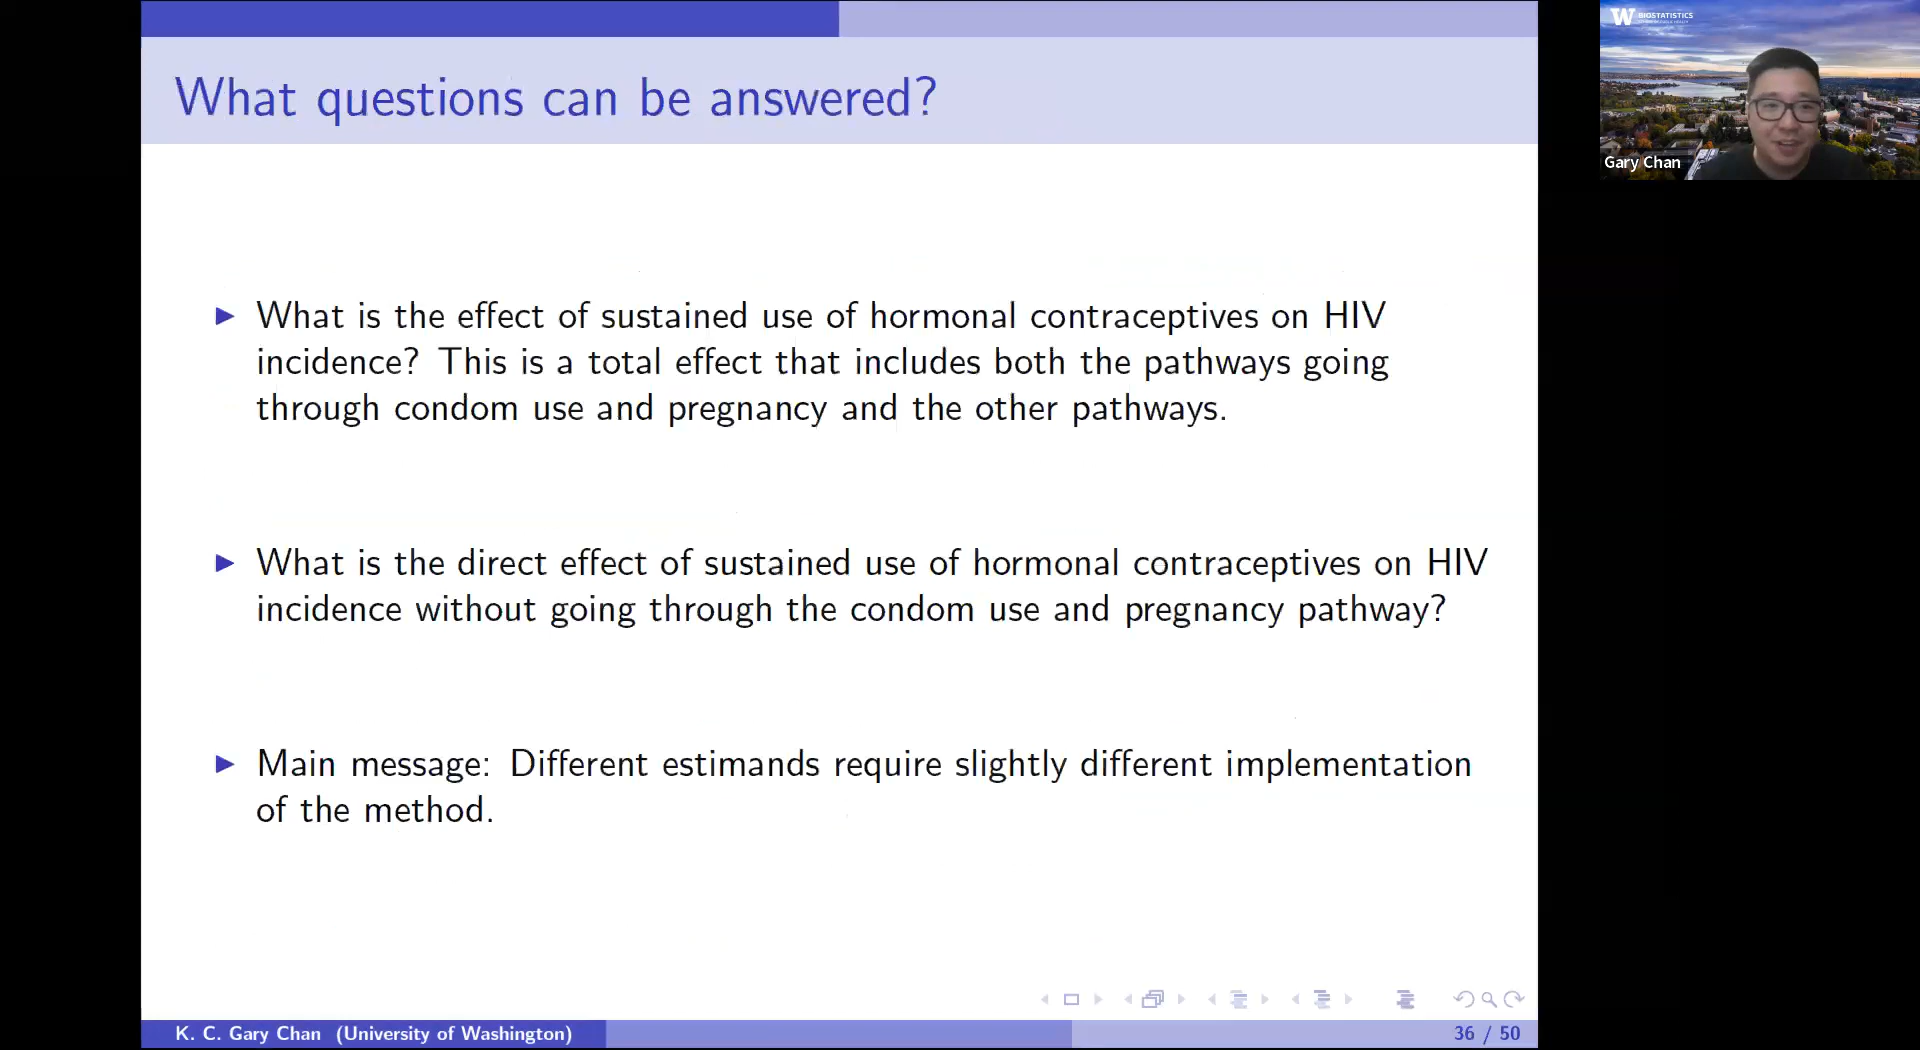 What questions can be answered?
What is the effect of sustained use of hormonal contraceptives on HIV
incidence? This is a total effect that includes both the pathways going
through condom use and pregnancy and the other pathways.
What is the direct effect of sustained use of hormonal contraceptives on HIV
incidence without going through the condom use and pregnancy pathway?
Main message: Different estimands require slightly different implementation
of the method.
K. C. Gary Chan (University of Washington)
36 / 50
W BIOSTATISTICS
Gary Chan